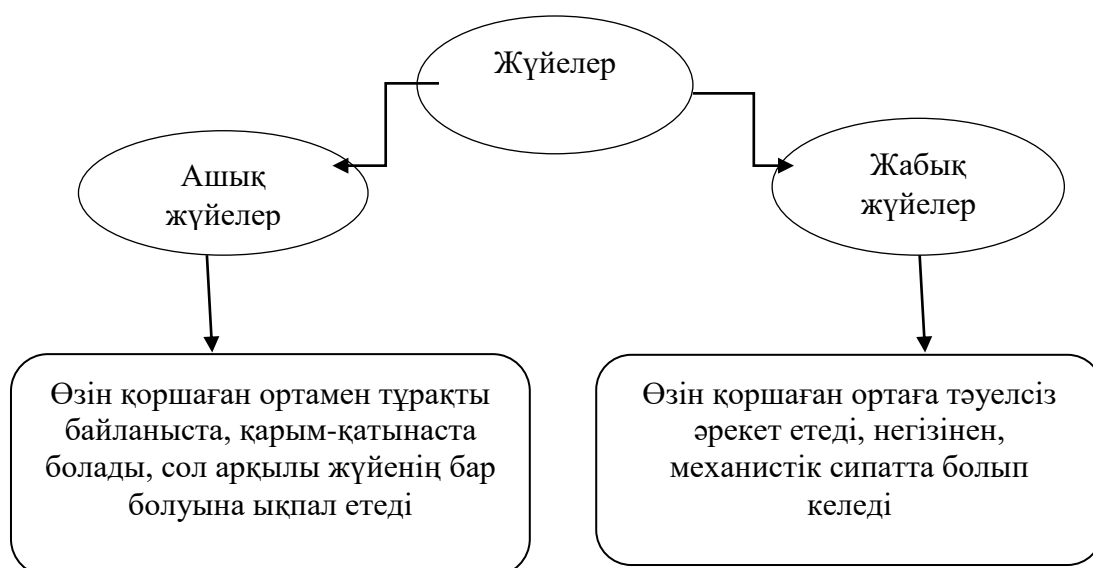 Жүйелер
Ашық
жүйелер
Жабық
жүйелер
Өзін қоршаған ортамен тұрақты
байланыста, қарым-қатынаста
болады, сол арқылы жүйенің бар
болуына ықпал етеді
Өзін қоршаған ортаға тәуелсіз
әрекет етеді, негізінен,
механистік сипатта болып
келеді